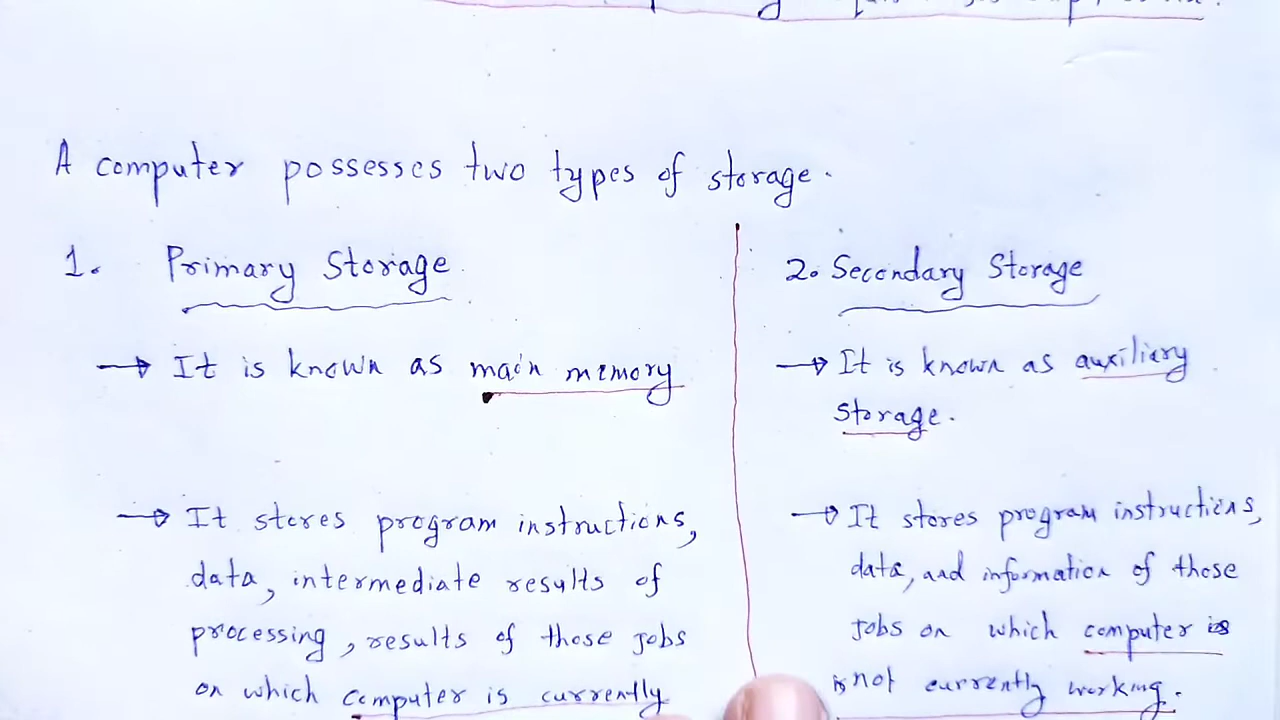 A computer possesses two types of storage.
1. Primary Storage
→ It is known as main memory
→ It stores program instructions,
data, intermediate results of
processing, results of those jobs
on which computer is currently
2. Secondary Storage
→ It is known as auxiliary
storage.
→ It stores program instructions,
data, and information of those
jobs on which computer is
is not currently working.